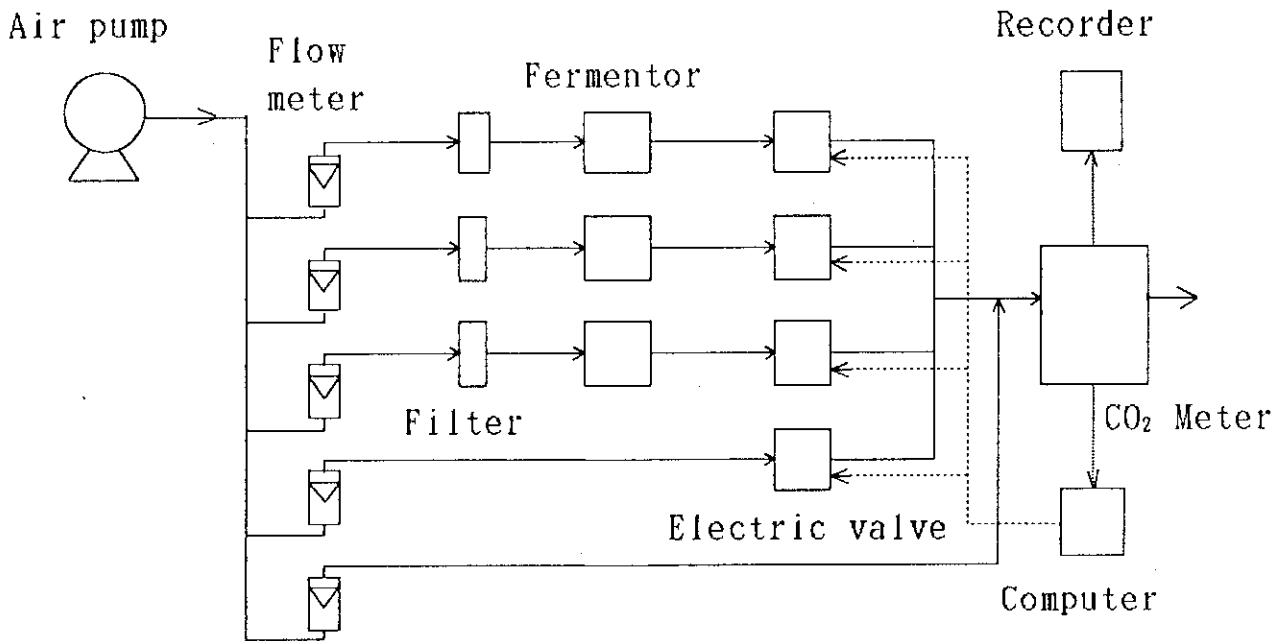 Air pump
Flow
meter
Fermentor
Recorder
Filter
CO₂ Meter
Electric valve
Computer